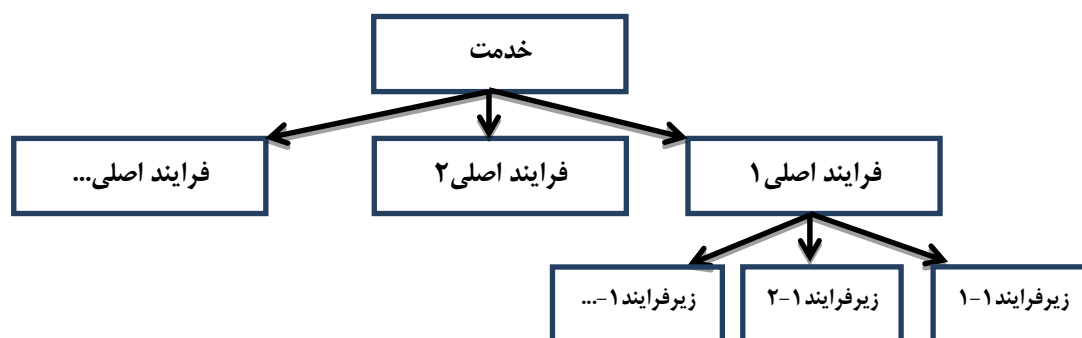 خدمت
فرایند اصلی۱
فرایند اصلی۲
فرایند اصلی...
زیرفرایند۱-۱
زیرفرایند۱-۲
زیرفرایند۱-...